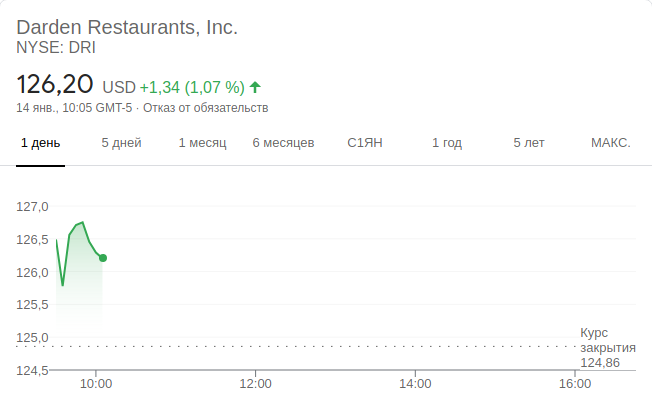 Darden Restaurants, Inc.
NYSE: DRI
126,20 USD +1,34 (1,07 %)
14 янв., 10:05 GMT-5 · Отказ от обязательств
1 день 5 дней 1 месяц 6 месяцев С1ЯН 1 год 5 лет МАКС.
127,0
126,5
126,0
125,5
125,0
124,5
Курс
закрытия
124,86
10:00 12:00 14:00 16:00